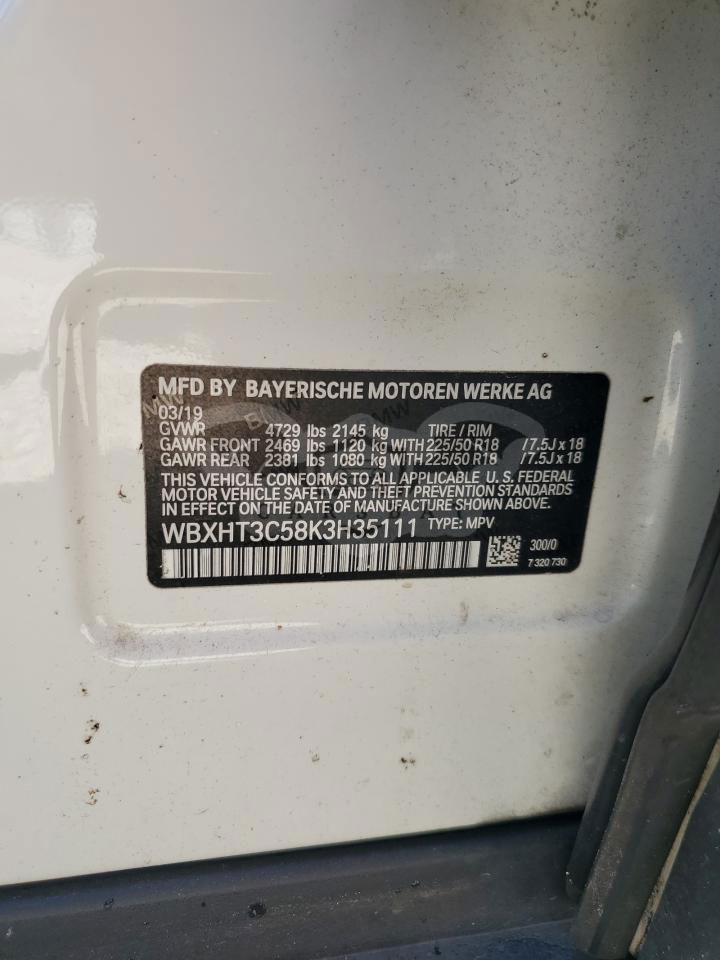 MFD BY BAYERISCHE MOTOREN WERKE AG
03/19
GVWR 4729 lbs 2145 kg TIRE / RIM
GAWR FRONT 2469 lbs 1120 kg WITH 225/50 R18 /7.5J x 18
GAWR REAR 2381 lbs 1080 kg WITH 225/50 R18 /7.5J x 18
THIS VEHICLE CONFORMS TO ALL APPLICABLE U. S. FEDERAL
MOTOR VEHICLE SAFETY AND THEFT PREVENTION STANDARDS
IN EFFECT ON THE DATE OF MANUFACTURE SHOWN ABOVE.
WBXHT3C58K3H35111 TYPE: MPV
300/0
7 320 730